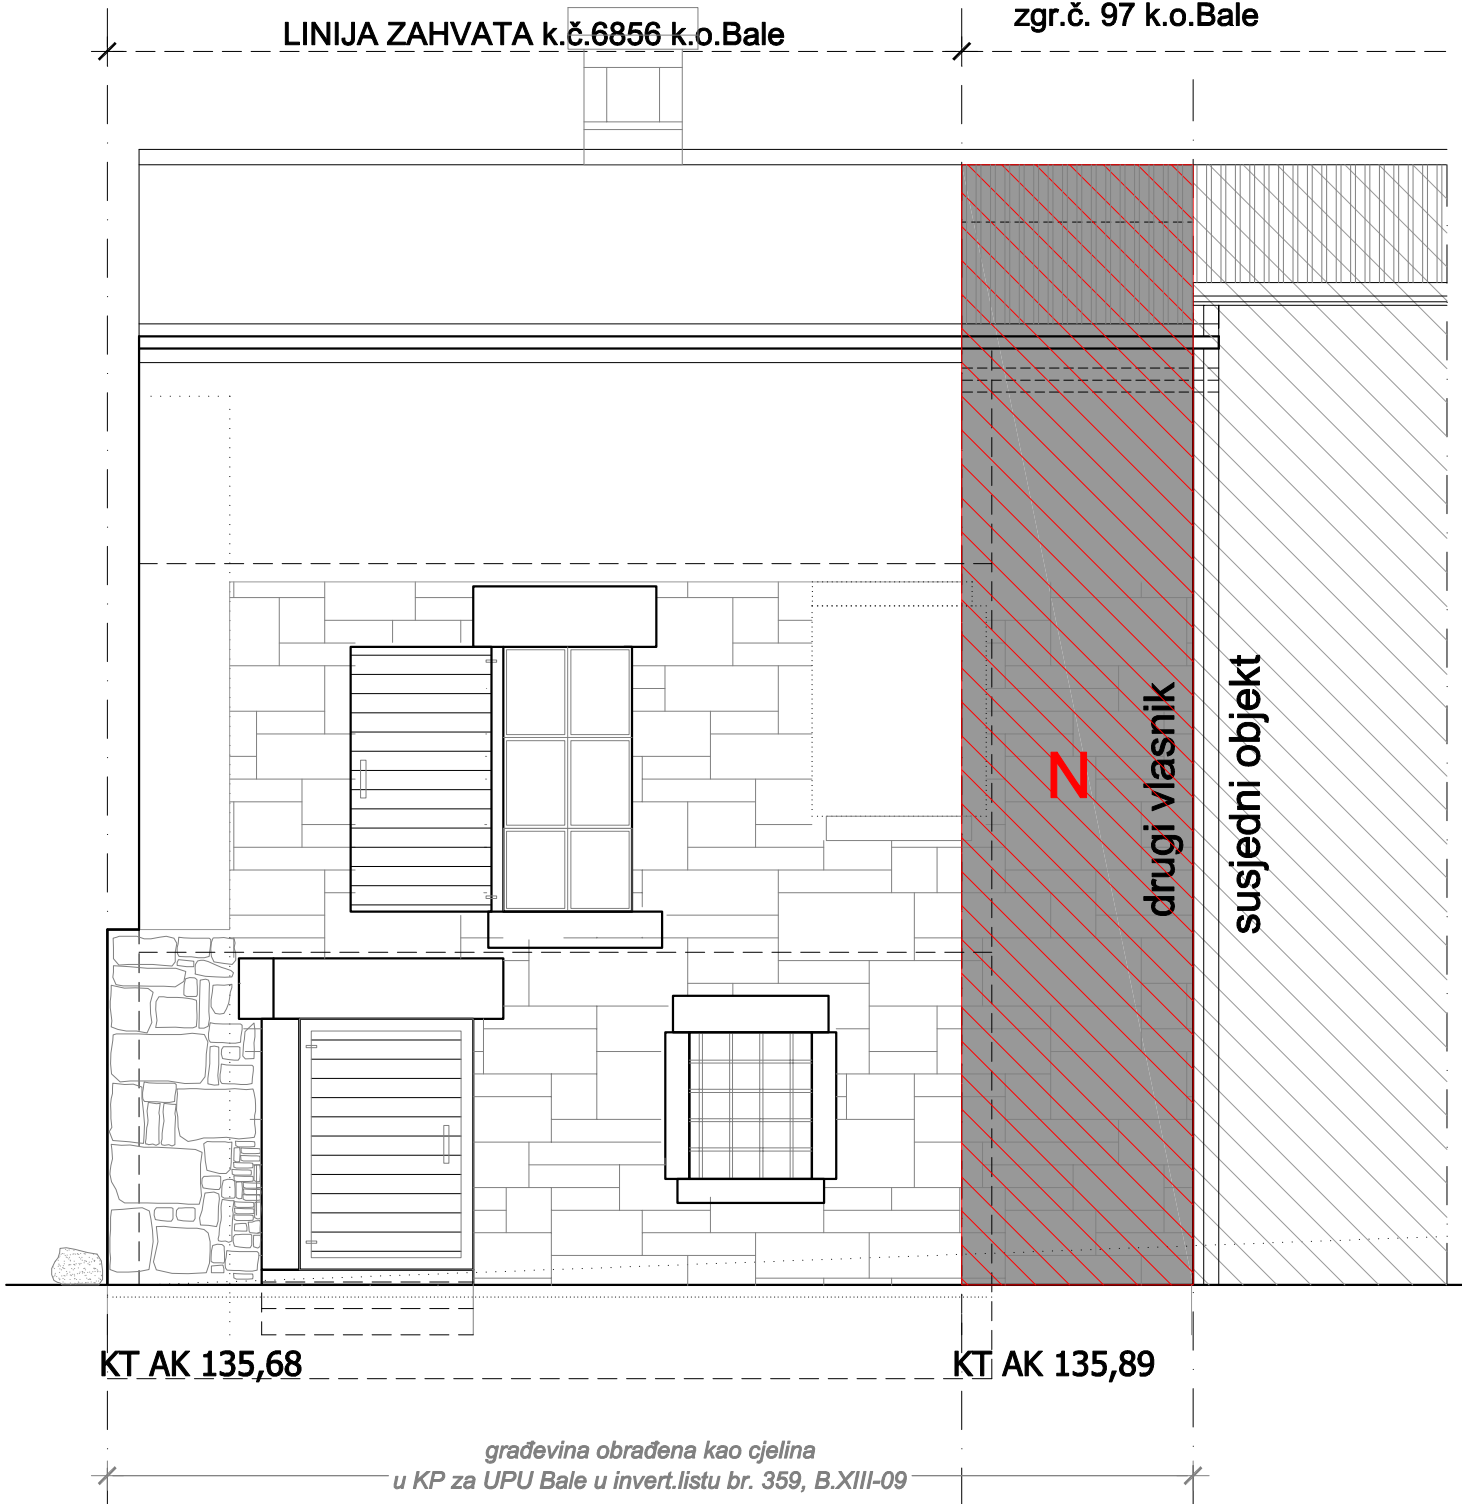 LINIJA ZAHVATA k.č.6856 k.o.Bale
zgr.č. 97 k.o.Bale
N
drugi vlasnik
susjedni objekt
KT AK 135,68
KT AK 135,89
građevina obrađena kao cjelina
u KP za UPU Bale u invert.listu br. 359, B.XIII-09